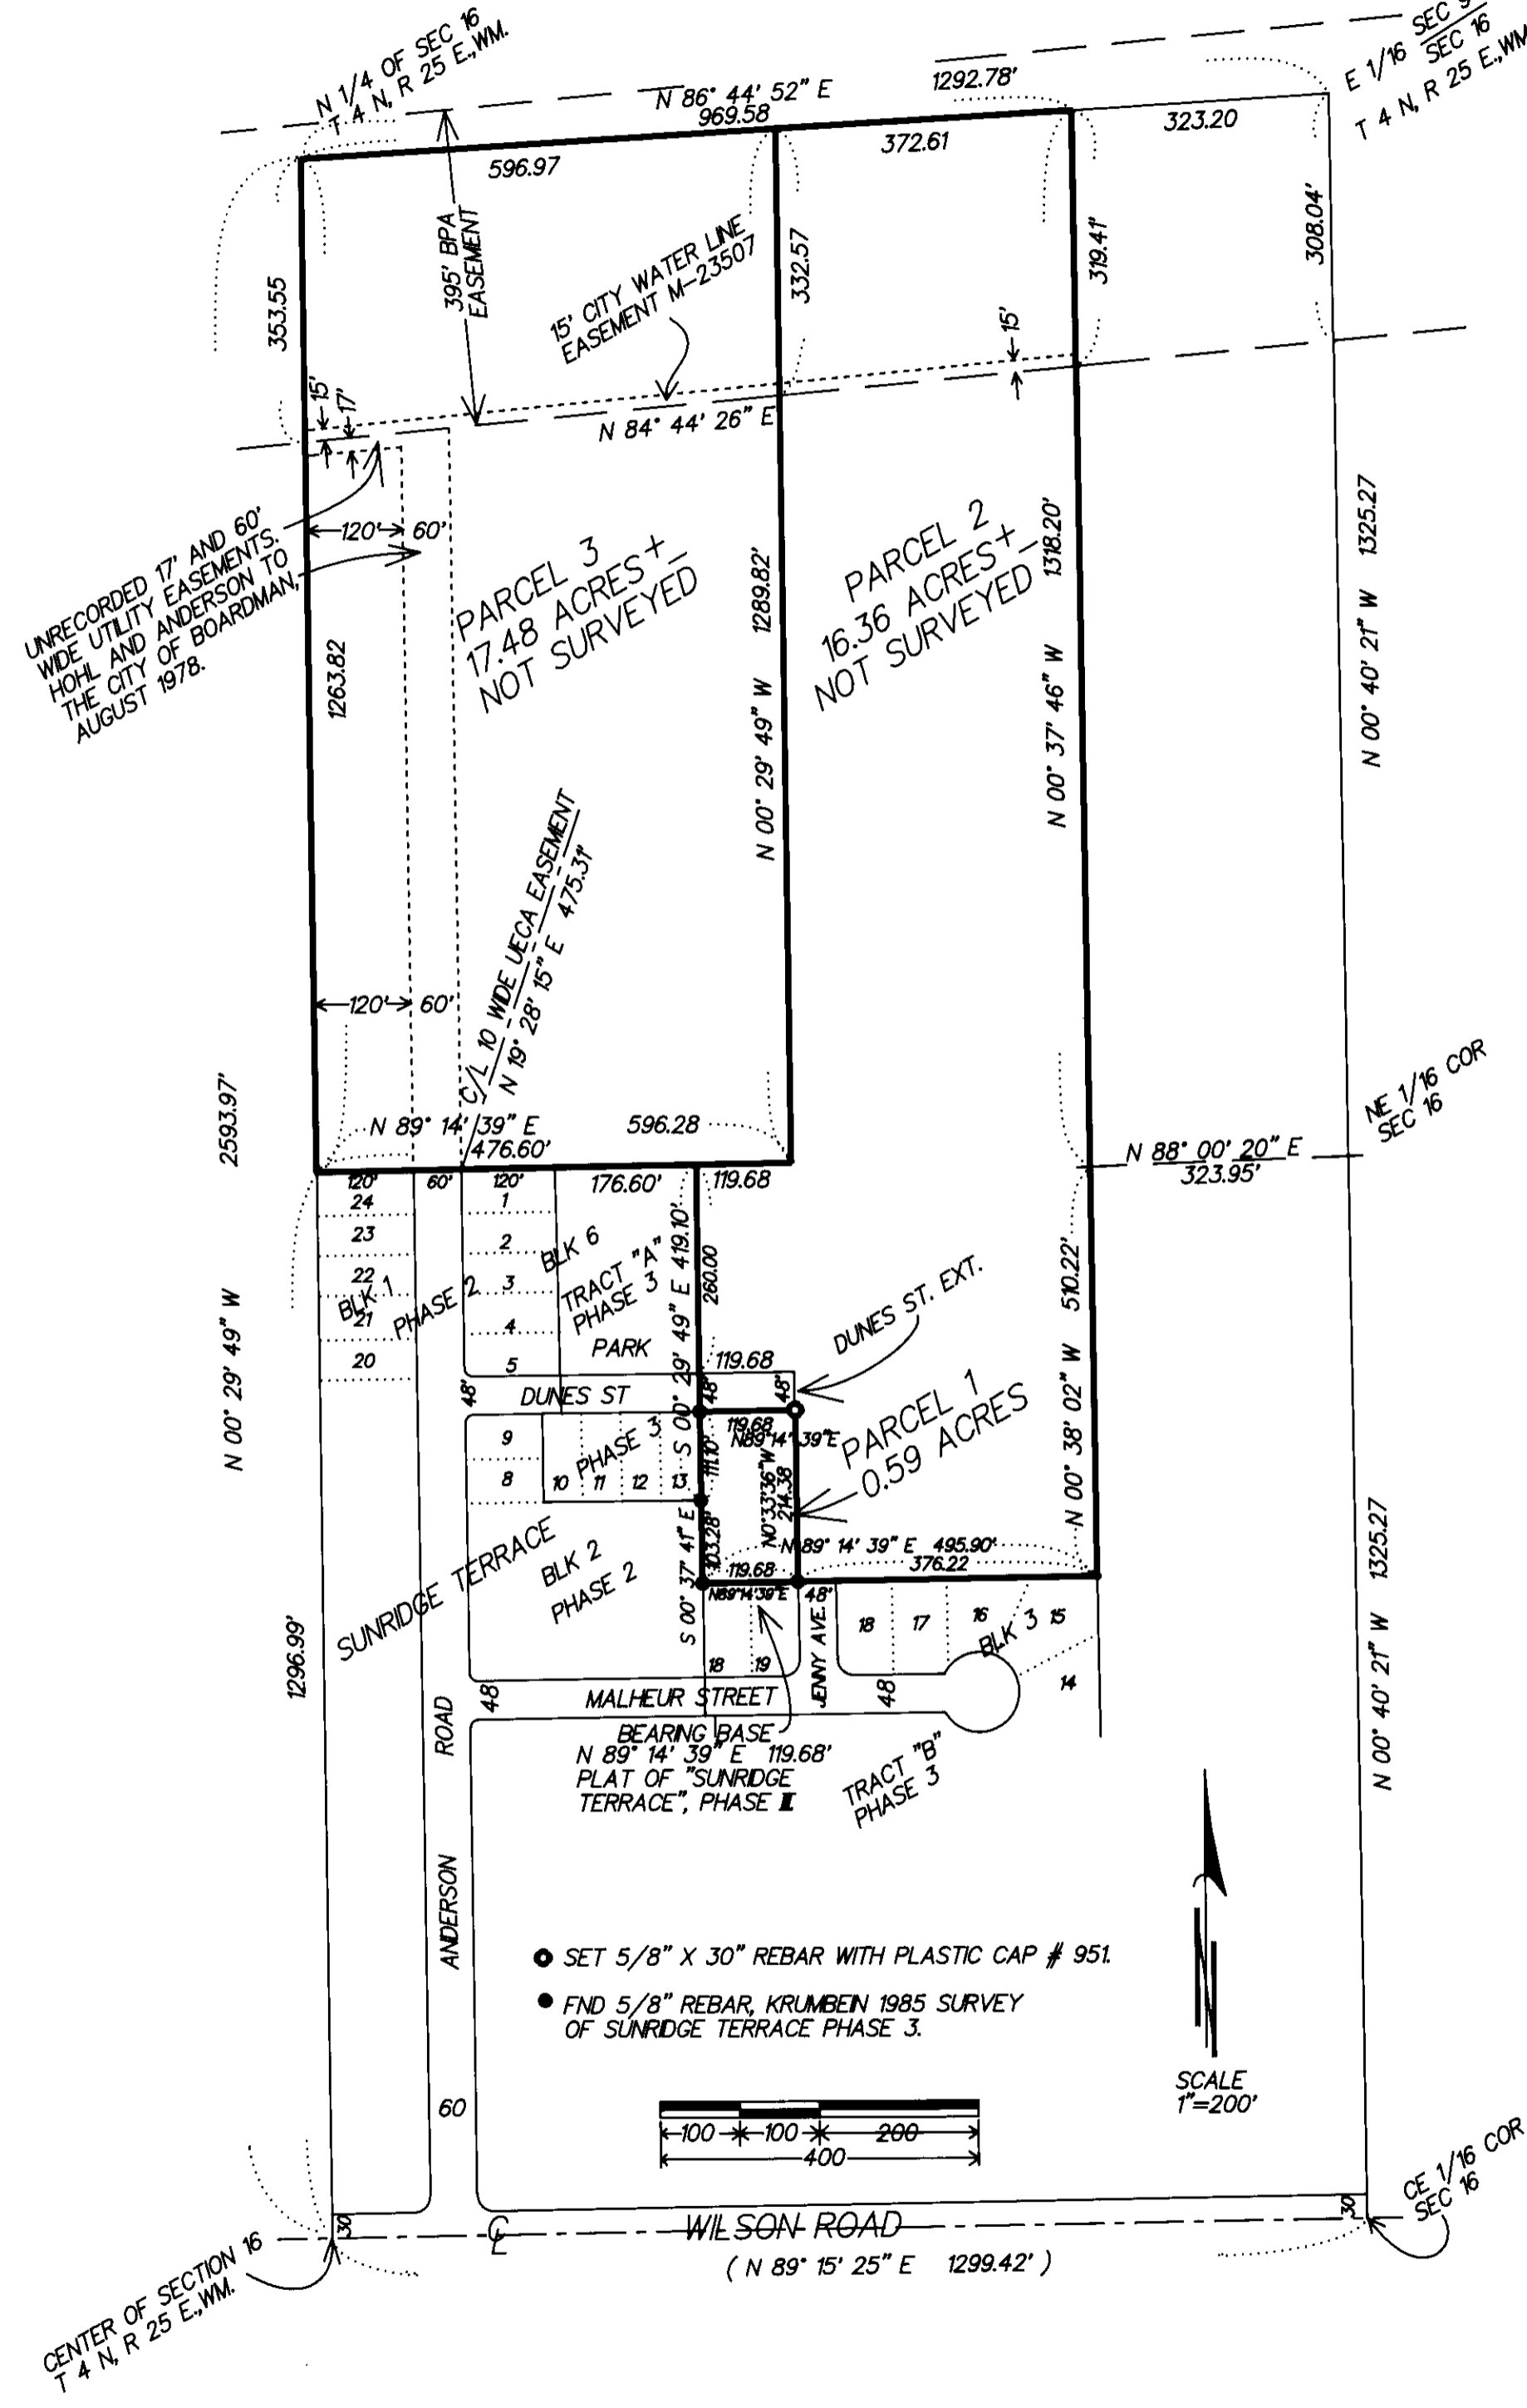 N 1/4 OF SEC 16
T 4 N, R 25 E.,WM.
N 86° 44' 52" E
969.58
1292.78'
E 1/16 SEC 9
SEC 16
T 4 N, R 25 E.,WM
596.97
372.61
323.20
353.55
395' BPA
EASEMENT
15' CITY WATER LINE
EASEMENT M-23507
332.57
319.41'
308.04'
15'
17'
15'
N 84° 44' 26" E
120'
60'
UNRECORDED 17' AND 60'
WIDE UTILITY EASEMENTS.
HOHL AND ANDERSON TO
THE CITY OF BOARDMAN,
AUGUST 1978.
PARCEL 3
17.48 ACRES+_
NOT SURVEYED
PARCEL 2
16.36 ACRES+_
NOT SURVEYED
1263.82
N 00° 29' 49" W 1289.82'
N 00° 37' 46" W 1318.20'
N 00° 40' 21" W 1325.27
C/L 10 WIDE UECA EASEMENT
N 19° 28' 15" E 475.31'
120'
60'
2593.97'
N 00° 29' 49" W
N 89° 14' 39" E
476.60'
596.28
N 88° 00' 20" E
323.95'
NE 1/16 COR
SEC 16
120'
60'
120'
176.60'
119.68
24
23
22
21
20
BLK 1
PHASE 2
1
2
3
4
5
BLK 6
TRACT "A"
PHASE 3
PARK
S 00° 29' 49" E 419.10'
260.00
119.68
48'
48'
DUNES ST. EXT.
510.22'
N 00° 38' 02" W
48'
DUNES ST
119.68
N89°14'39"E
PARCEL 1
0.59 ACRES
9
8
10
11
12
13
PHASE 3
111.10'
N0°33'36"W
214.38
S 00° 37' 41" E
103.28'
N 89° 14' 39" E 495.90'
376.22
119.68
N89°14'39"E
48'
SUNRIDGE TERRACE
BLK 2
PHASE 2
18
19
JENNY AVE.
18
17
16
15
BLK 3
14
1296.99'
48'
MALHEUR STREET
48'
BEARING BASE
N 89° 14' 39" E 119.68'
PLAT OF "SUNRIDGE
TERRACE", PHASE II
TRACT "B"
PHASE 3
N 00° 40' 21" W 1325.27
ANDERSON ROAD
SET 5/8" X 30" REBAR WITH PLASTIC CAP # 951.
FND 5/8" REBAR, KRUMBEIN 1985 SURVEY
OF SUNRIDGE TERRACE PHASE 3.
N
SCALE
1"=200'
60
100
100
200
400
CE 1/16 COR
SEC 16
30
30
CL
WILSON ROAD
( N 89° 15' 25" E 1299.42' )
CENTER OF SECTION 16
T 4 N, R 25 E.,WM.